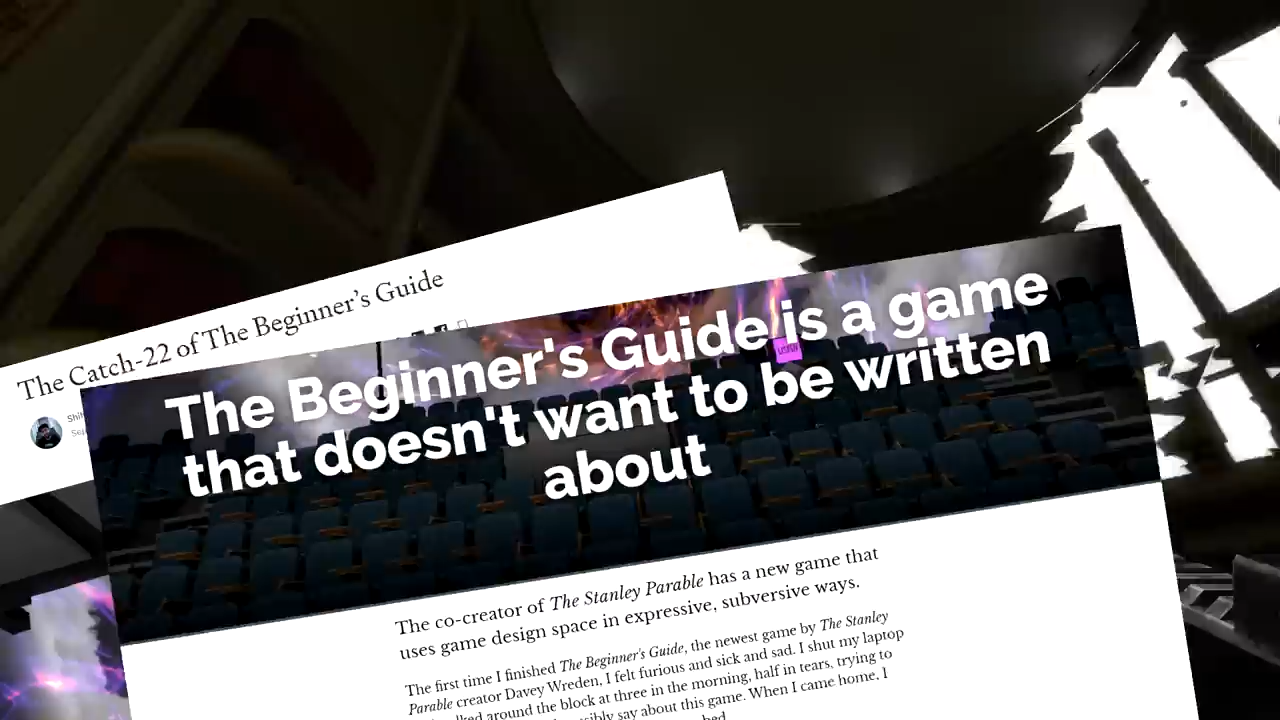 The Catch-22 of The Beginner's Guide
The Beginner's Guide is a game
that doesn't want to be written
about
The co-creator of The Stanley Parable has a new game that
uses game design space in expressive, subversive ways.
The first time I finished The Beginner's Guide, the newest game by The Stanley
Parable creator Davey Wreden, I felt furious and sick and sad. I shut my laptop
around the block at three in the morning, half in tears, trying to
say about this game. When I came home, I
bed